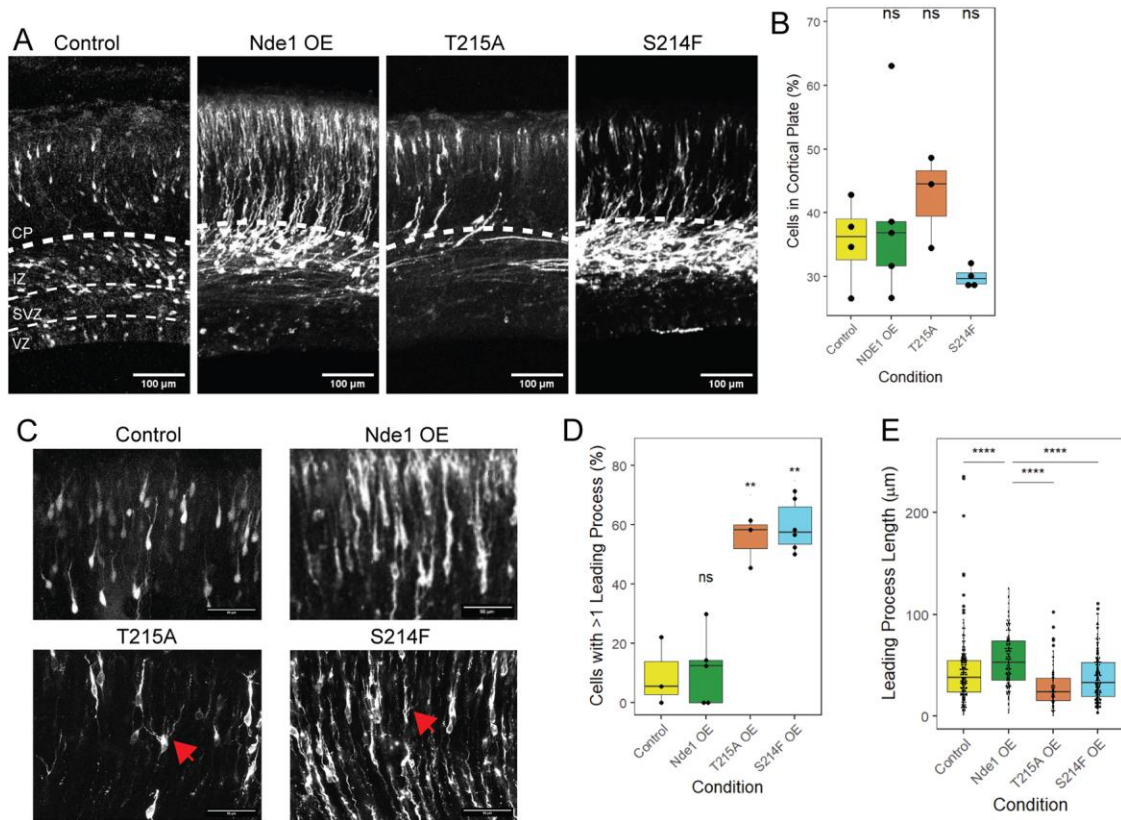 A
Control
Nde1 OE
T215A
S214F
CP
IZ
SVZ
VZ
100 µm
100 µm
100 µm
100 µm
B
ns
ns
ns
70
60
50
40
30
Cells in Cortical Plate (%)
Control
NDE1 OE
T215A
S214F
Condition
C
Control
Nde1 OE
T215A
S214F
D
80
60
40
20
0
Cells with >1 Leading Process (%)
ns
**
**
Control
Nde1 OE
T215A OE
S214F OE
Condition
E
200
100
0
Leading Process Length (µm)
****
****
****
Control
Nde1 OE
T215A OE
S214F OE
Condition